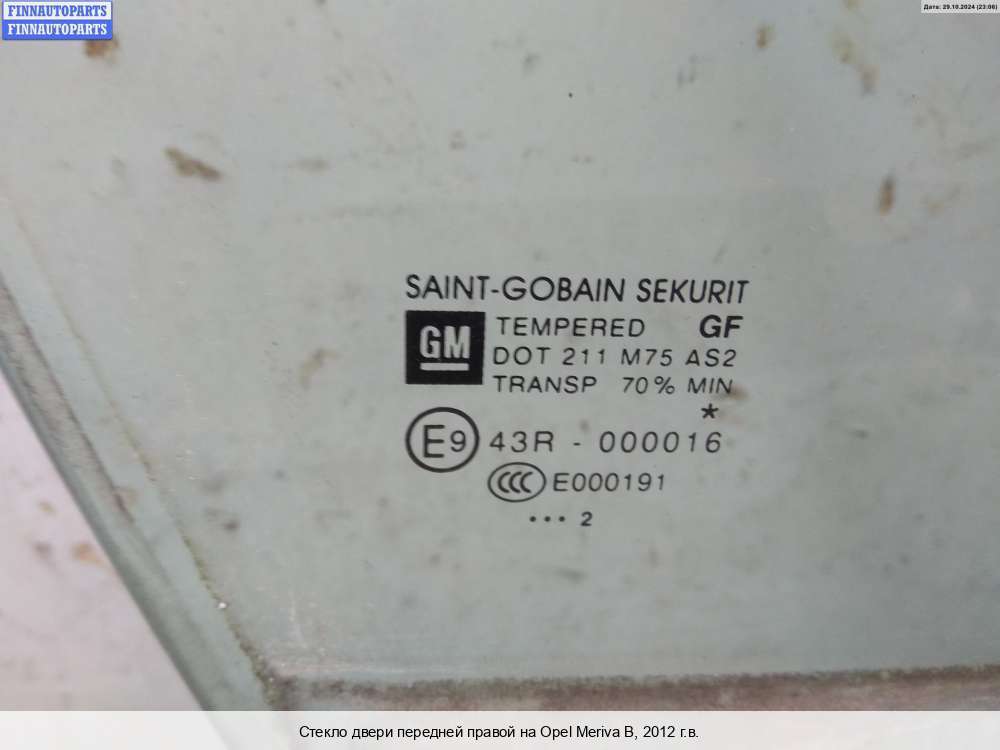 FINNAUTOPARTS
FINNAUTOPARTS
Дата: 29.10.2024 (23:06)
SAINT-GOBAIN SEKURIT
GM
TEMPERED GF
DOT 211 M75 AS2
TRANSP 70% MIN
*
E9 43R - 000016
CCC E000191
••• 2
Стекло двери передней правой на Opel Meriva B, 2012 г.в.